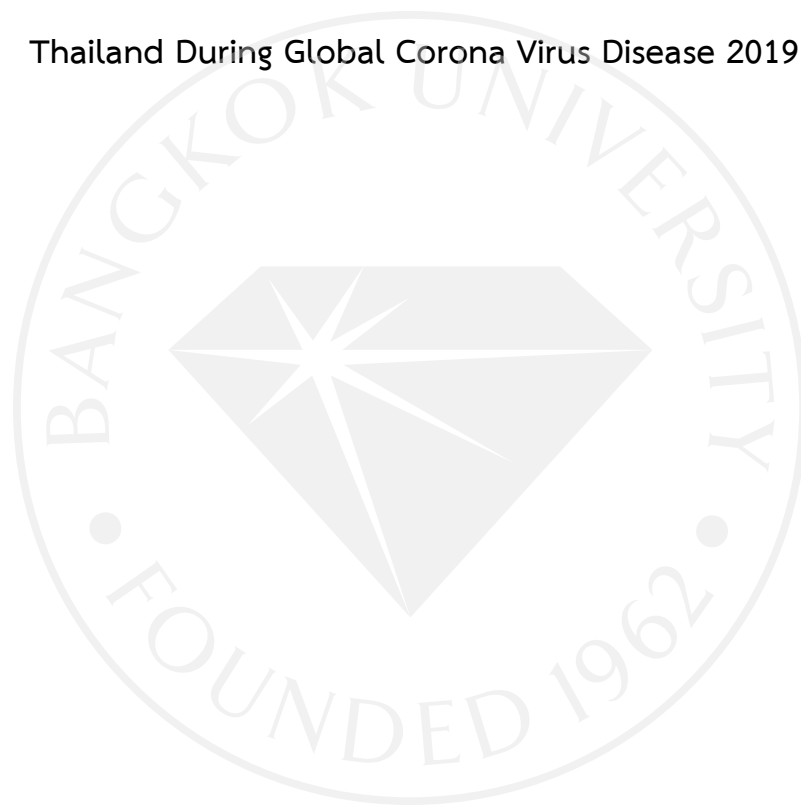 Thailand During Global Corona Virus Disease 2019
BANGKOK UNIVERSITY
FOUNDED 1962